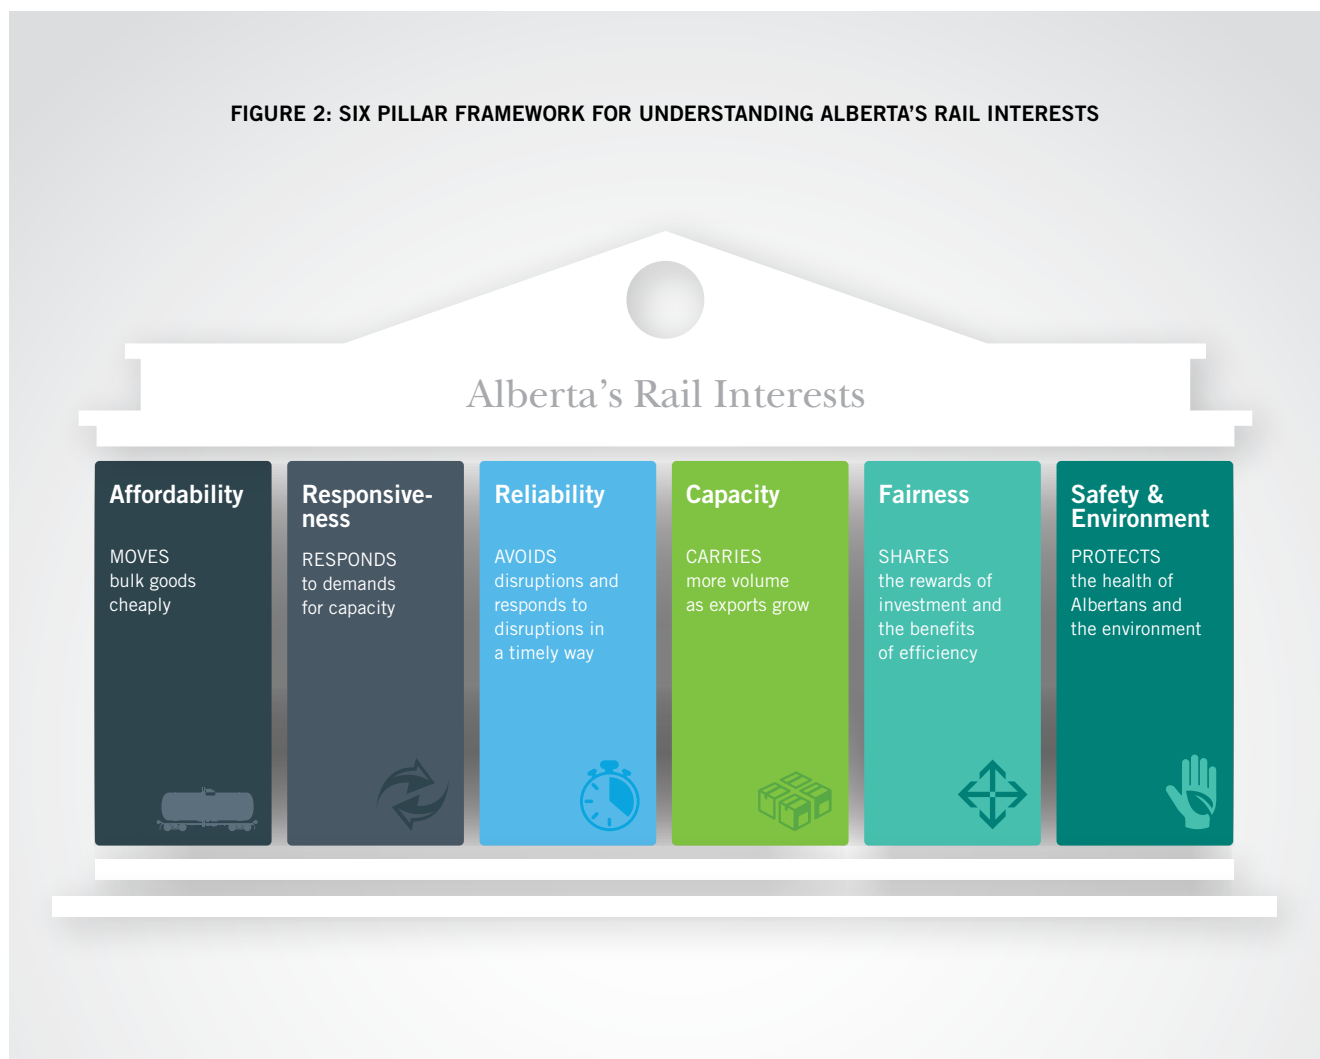 FIGURE 2: SIX PILLAR FRAMEWORK FOR UNDERSTANDING ALBERTA’S RAIL INTERESTS
Alberta’s Rail Interests
Affordability
MOVES
bulk goods
cheaply
Responsive-
ness
RESPONDS
to demands
for capacity
Reliability
AVOIDS
disruptions and
responds to
disruptions in
a timely way
Capacity
CARRIES
more volume
as exports grow
Fairness
SHARES
the rewards of
investment and
the benefits
of efficiency
Safety &
Environment
PROTECTS
the health of
Albertans and
the environment